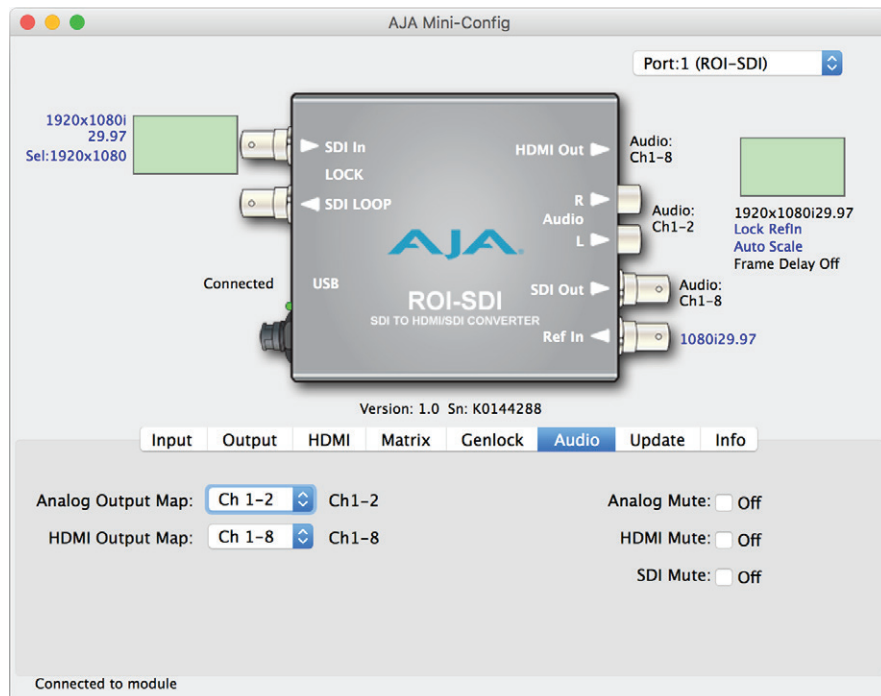 AJA Mini-Config
Port:1 (ROI-SDI)
1920x1080i
29.97
Sel:1920x1080
SDI In
LOCK
SDI LOOP
HDMI Out
Audio:
Ch1-8
R
Audio
L
Audio:
Ch1-2
1920x1080i29.97
Lock RefIn
Auto Scale
Frame Delay Off
AJA
Connected
USB
ROI-SDI
SDI TO HDMI/SDI CONVERTER
SDI Out
Audio:
Ch1-8
Ref In
1080i29.97
Version: 1.0 Sn: K0144288
Input Output HDMI Matrix Genlock Audio Update Info
Analog Output Map: Ch 1-2 Ch1-2
HDMI Output Map: Ch 1-8 Ch1-8
Analog Mute: Off
HDMI Mute: Off
SDI Mute: Off
Connected to module